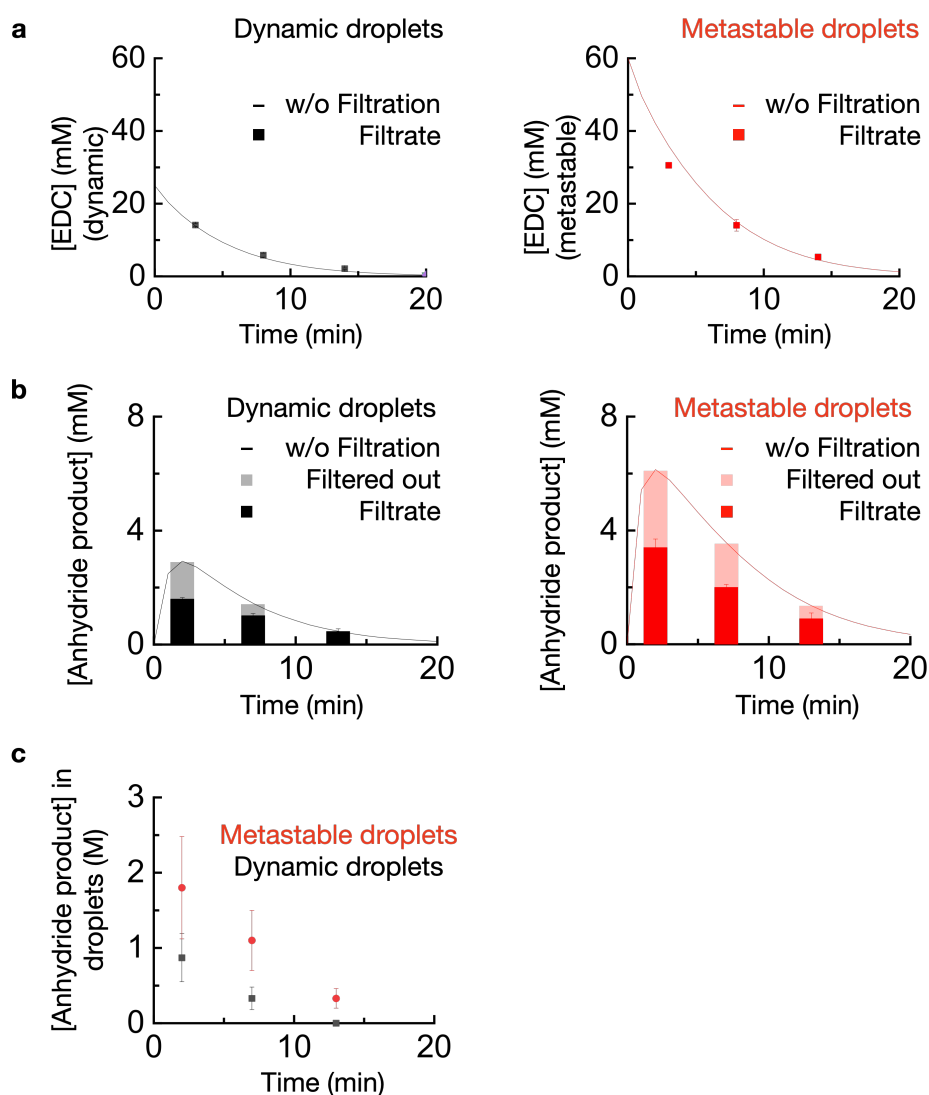 a
Dynamic droplets
[EDC] (mM)
(dynamic)
60
40
20
0
w/o Filtration
Filtrate
0
10
20
Time (min)
Metastable droplets
[EDC] (mM)
(metastable)
60
40
20
0
w/o Filtration
Filtrate
0
10
20
Time (min)
b
Dynamic droplets
[Anhydride product] (mM)
8
4
0
w/o Filtration
Filtered out
Filtrate
0
10
20
Time (min)
Metastable droplets
[Anhydride product] (mM)
8
4
0
w/o Filtration
Filtered out
Filtrate
0
10
20
Time (min)
c
[Anhydride product] in
droplets (M)
3
2
1
0
Metastable droplets
Dynamic droplets
0
10
20
Time (min)